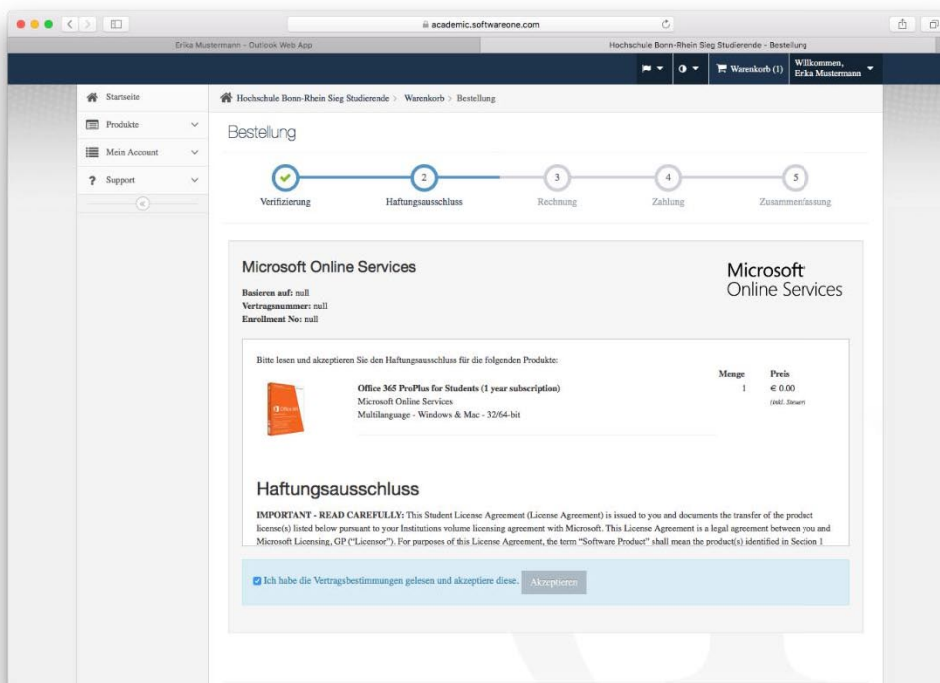 academic.softwareone.com
Erika Mustermann - Outlook Web App
Hochschule Bonn-Rhein Sieg Studierende - Bestellung
Warenkorb (1)
Willkommen,
Erka Mustermann
Startseite
Produkte
Mein Account
? Support
Hochschule Bonn-Rhein Sieg Studierende > Warenkorb > Bestellung
Bestellung
2
3
4
5
Verifizierung
Haftungsausschluss
Rechnung
Zahlung
Zusammenfassung
Microsoft Online Services
Basieren auf: null
Vertragsnummer: null
Enrollment No: null
Microsoft
Online Services
Bitte lesen und akzeptieren Sie den Haftungsausschluss für die folgenden Produkte:
Menge Preis
Office 365 ProPlus for Students (1 year subscription) 1 € 0.00
Microsoft Online Services (inkl. Steuer)
Multilanguage - Windows & Mac - 32/64-bit
Haftungsausschluss
IMPORTANT - READ CAREFULLY: This Student License Agreement (License Agreement) is issued to you and documents the transfer of the product
license(s) listed below pursuant to your Institutions volume licensing agreement with Microsoft. This License Agreement is a legal agreement between you and
Microsoft Licensing, GP ("Licensor"). For purposes of this License Agreement, the term "Software Product" shall mean the product(s) identified in Section 1
Ich habe die Vertragsbestimmungen gelesen und akzeptiere diese. Akzeptieren